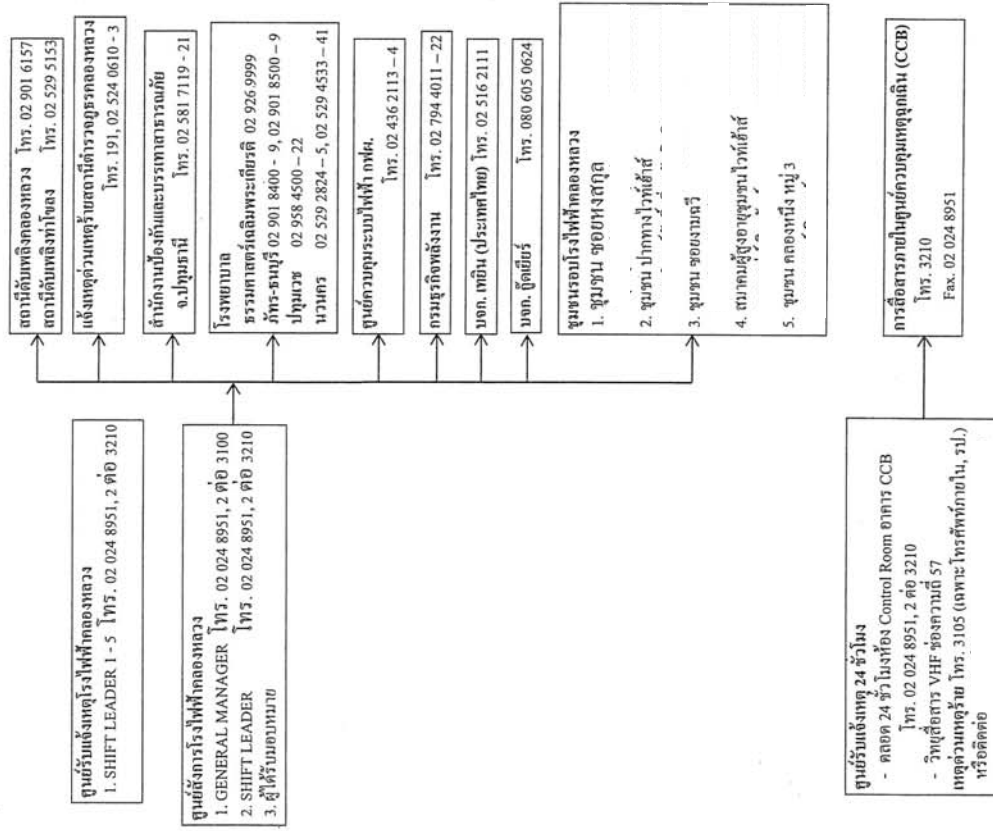 ศูนย์รับแจ้งเหตุโรงไฟฟ้าคลองหลวง
1. SHIFT LEADER 1 - 5 โทร. 02 024 8951, 2 ต่อ 3210
ศูนย์สั่งการโรงไฟฟ้าคลองหลวง
1. GENERAL MANAGER โทร. 02 024 8951, 2 ต่อ 3100
2. SHIFT LEADER โทร. 02 024 8951, 2 ต่อ 3210
3. ผู้ได้รับมอบหมาย
สถานีดับเพลิงคลองหลวง โทร. 02 901 6157
สถานีดับเพลิงท่าโขลง โทร. 02 529 5153
แจ้งเหตุด่วนเหตุร้ายสถานีตำรวจภูธรคลองหลวง
โทร. 191, 02 524 0610 - 3
สำนักงานป้องกันและบรรเทาสาธารณภัย
จ.ปทุมธานี โทร. 02 581 7119 - 21
โรงพยาบาล
ธรรมศาสตร์เฉลิมพระเกียรติ 02 926 9999
ภัทร-ธนบุรี 02 901 8400 - 9, 02 901 8500 – 9
ปทุมเวช 02 958 4500 – 22
นวนคร 02 529 2824 – 5, 02 529 4533 – 41
ศูนย์ควบคุมระบบไฟฟ้า กฟผ.
โทร. 02 436 2113 – 4
กรมธุรกิจพลังงาน โทร. 02 794 4011 – 22
บจก. เทยิน (ประเทศไทย) โทร. 02 516 2111
บจก. กู๊ดเยียร์ โทร. 080 605 0624
ชุมชนรอบโรงไฟฟ้าคลองหลวง
1. ชุมชน ซอยหงสกุล
2. ชุมชน ปากทางไวท์เฮ้าส์
3. ชุมชน ซอยงามฉวี
4. สมาคมผู้สูงอายุชุมชนไวท์เฮ้าส์
5. ชุมชน คลองหนึ่ง หมู่ 3
ศูนย์รับแจ้งเหตุ 24 ชั่วโมง
- ตลอด 24 ชั่วโมงห้อง Control Room อาคาร CCB
โทร. 02 024 8951, 2 ต่อ 3210
- วิทยุสื่อสาร VHF ช่องความถี่ 57
เหตุด่วนเหตุร้าย โทร. 3105 (เฉพาะโทรศัพท์ภายใน, รป.)
หรือติดต่อ
การสื่อสารภายในศูนย์ควบคุมเหตุฉุกเฉิน (CCB)
โทร. 3210
Fax. 02 024 8951